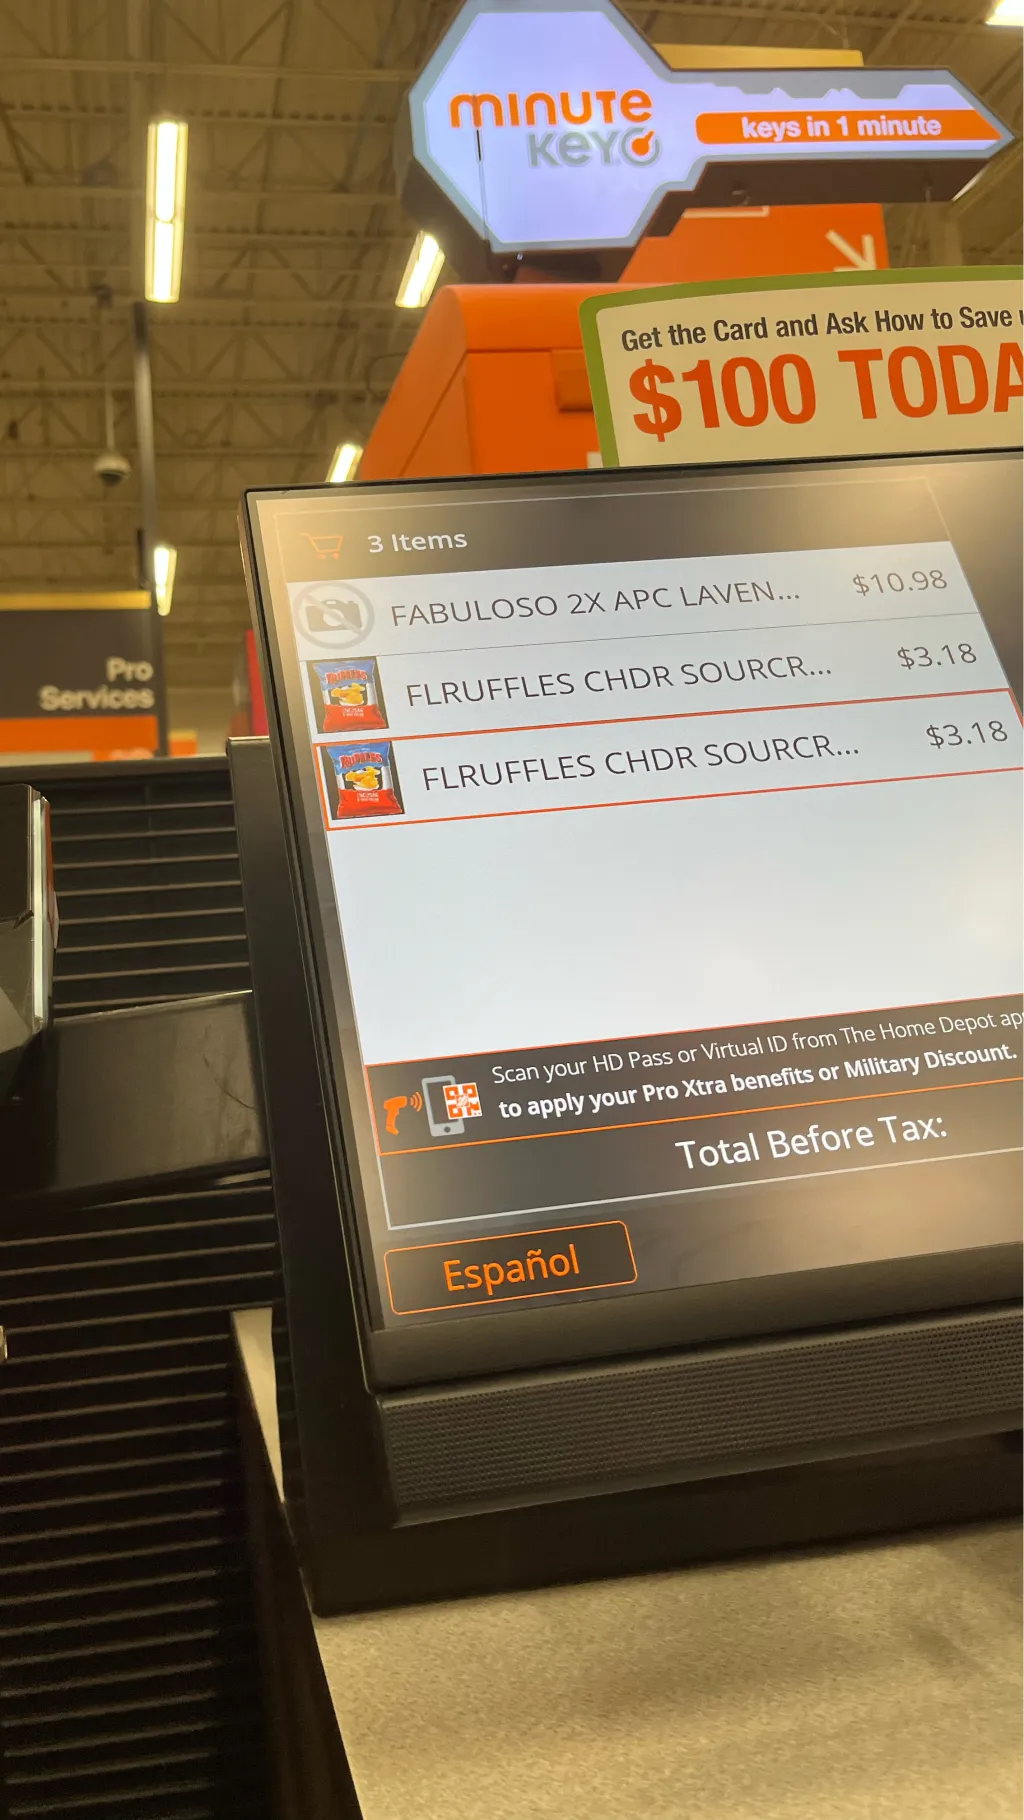 minute
KEY
keys in 1 minute
Get the Card and Ask How to Save
$100 TODA
Pro
Services
3 Items
FABULOSO 2X APC LAVEN... $10.98
FLRUFFLES CHDR SOURCR... $3.18
RUFFLES
FLRUFFLES CHDR SOURCR... $3.18
RUFFLES
Scan your HD Pass or Virtual ID from The Home Depot ap
to apply your Pro Xtra benefits or Military Discount.
Total Before Tax:
Español